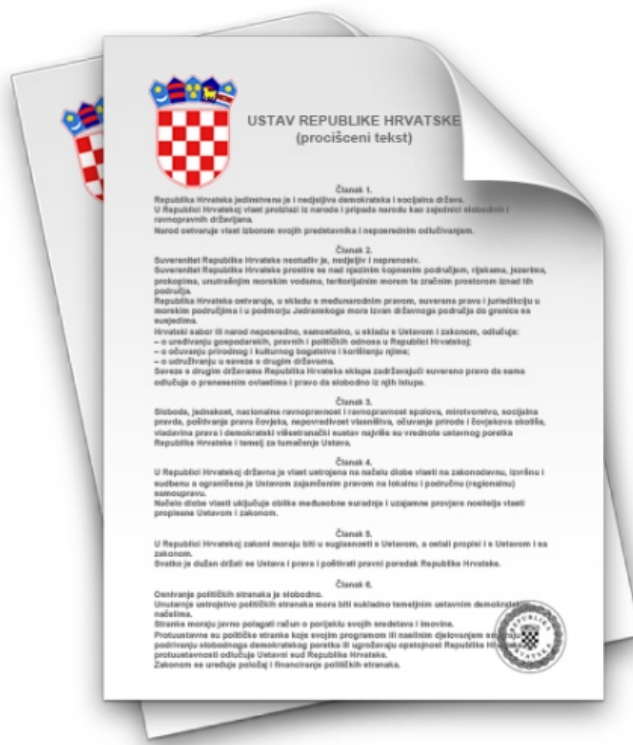 USTAV REPUBLIKE HRVATSKE
(procišceni tekst)
Članak 1.
Republika Hrvatska jedinstvena je i nedjeljiva demokratska i socijalna država.
U Republici Hrvatskoj vlast proizlazi iz naroda i pripada narodu kao zajednici slobodnih i
ravnopravnih državljana.
Narod ostvaruje vlast izborom svojih predstavnika i neposrednim odlučivanjem.
Članak 2.
Suverenitet Republike Hrvatske neotuđiv je, nedjeljiv i neprenosiv.
Suverenitet Republike Hrvatske prostire se nad njezinim kopnenim područjem, rijekama, jezerima,
prokopima, unutrašnjim morskim vodama, teritorijalnim morem te zračnim prostorom iznad tih
područja.
Republika Hrvatska ostvaruje, u skladu s međunarodnim pravom, suverena prava i jurisdikciju u
morskim područjima i u podmorju Jadranskoga mora izvan državnoga područja do granica sa
susjedima.
Hrvatski sabor ili narod neposredno, samostalno, u skladu s Ustavom i zakonom, odlučuje:
– o uređivanju gospodarskih, pravnih i političkih odnosa u Republici Hrvatskoj;
– o očuvanju prirodnog i kulturnog bogatstva i korištenju njime;
– o udruživanju u saveze s drugim državama.
Saveze s drugim državama Republika Hrvatska sklapa zadržavajući suvereno pravo da sama
odlučuje o prenesenim ovlastima i pravo da slobodno iz njih istupa.
Članak 3.
Sloboda, jednakost, nacionalna ravnopravnost i ravnopravnost spolova, mirotvorstvo, socijalna
pravda, poštivanje prava čovjeka, nepovredivost vlasništva, očuvanje prirode i čovjekova okoliša,
vladavina prava i demokratski višestranački sustav najviše su vrednote ustavnog poretka
Republike Hrvatske i temelj za tumačenje Ustava.
Članak 4.
U Republici Hrvatskoj državna je vlast ustrojena na načelu diobe vlasti na zakonodavnu, izvršnu i
sudbenu a ograničena je Ustavom zajamčenim pravom na lokalnu i područnu (regionalnu)
samoupravu.
Načelo diobe vlasti uključuje oblike međusobne suradnje i uzajamne provjere nositelja vlasti
propisane Ustavom i zakonom.
Članak 5.
U Republici Hrvatskoj zakoni moraju biti u suglasnosti s Ustavom, a ostali propisi i s Ustavom i sa
zakonom.
Svatko je dužan držati se Ustava i prava i poštivati pravni poredak Republike Hrvatske.
Članak 6.
Osnivanje političkih stranaka je slobodno.
Unutarnje ustrojstvo političkih stranaka mora biti sukladno temeljnim ustavnim
načelima.
Stranke moraju javno polagati račun o porijeklu svojih sredstava i imovine.
Protuustavne su političke stranke koje svojim programom ili nasilnim djelovanjem
podrivanju slobodnoga demokratskog poretka ili ugrožavaju opstojnost Republike
protuustavnosti odlučuje Ustavni sud Republike Hrvatske.
Zakonom se uređuje položaj i financiranje političkih stranaka.
REPUBLIKA HRVATSKA